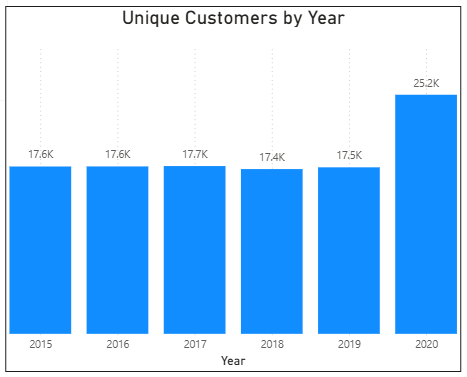 Unique Customers by Year
25.2K
17.6K 17.6K 17.7K 17.4K 17.5K
2015 2016 2017 2018 2019 2020
Year